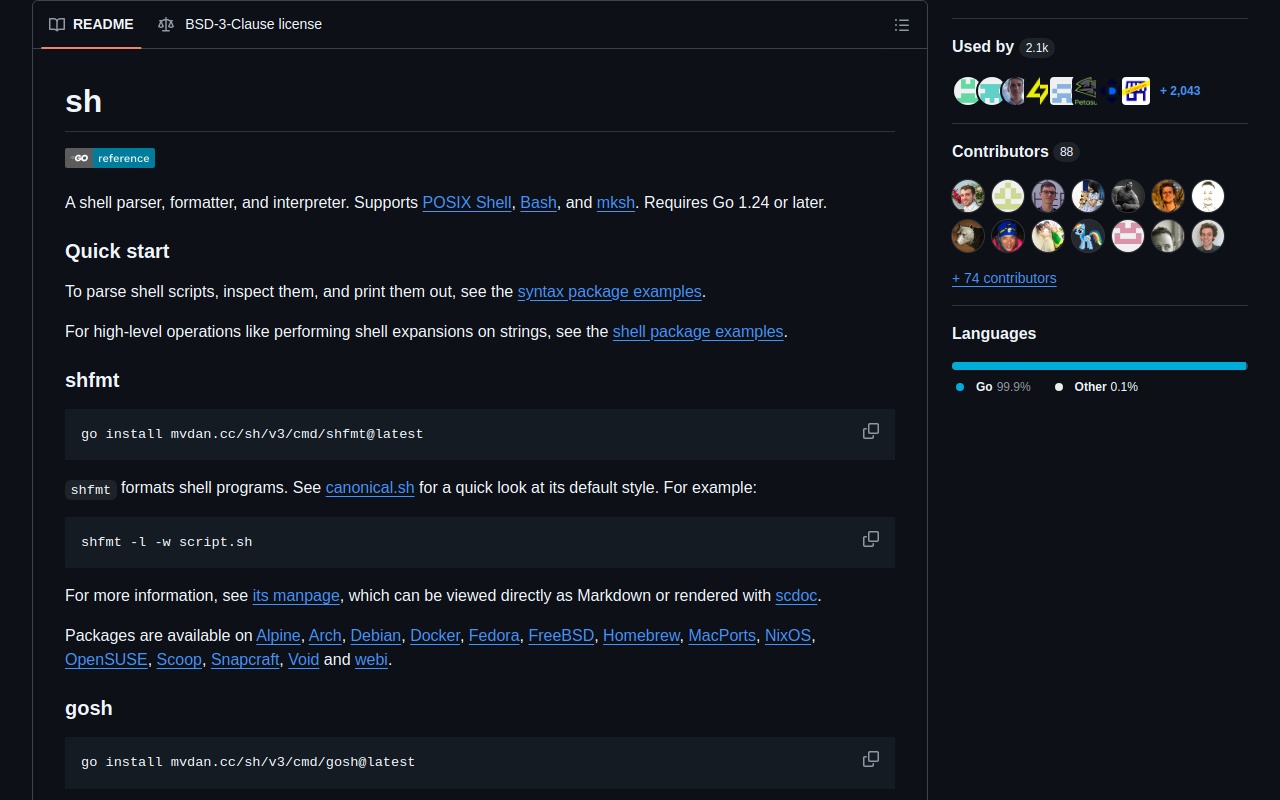 README
BSD-3-Clause license
sh
GO reference
A shell parser, formatter, and interpreter. Supports POSIX Shell, Bash, and mksh. Requires Go 1.24 or later.
Quick start
To parse shell scripts, inspect them, and print them out, see the syntax package examples.
For high-level operations like performing shell expansions on strings, see the shell package examples.
shfmt
go install mvdan.cc/sh/v3/cmd/shfmt@latest
shfmt formats shell programs. See canonical.sh for a quick look at its default style. For example:
shfmt -l -w script.sh
For more information, see its manpage, which can be viewed directly as Markdown or rendered with scdoc.
Packages are available on Alpine, Arch, Debian, Docker, Fedora, FreeBSD, Homebrew, MacPorts, NixOS,
OpenSUSE, Scoop, Snapcraft, Void and webi.
gosh
go install mvdan.cc/sh/v3/cmd/gosh@latest
Used by 2.1k
+ 2,043
Contributors 88
+ 74 contributors
Languages
Go 99.9%
Other 0.1%